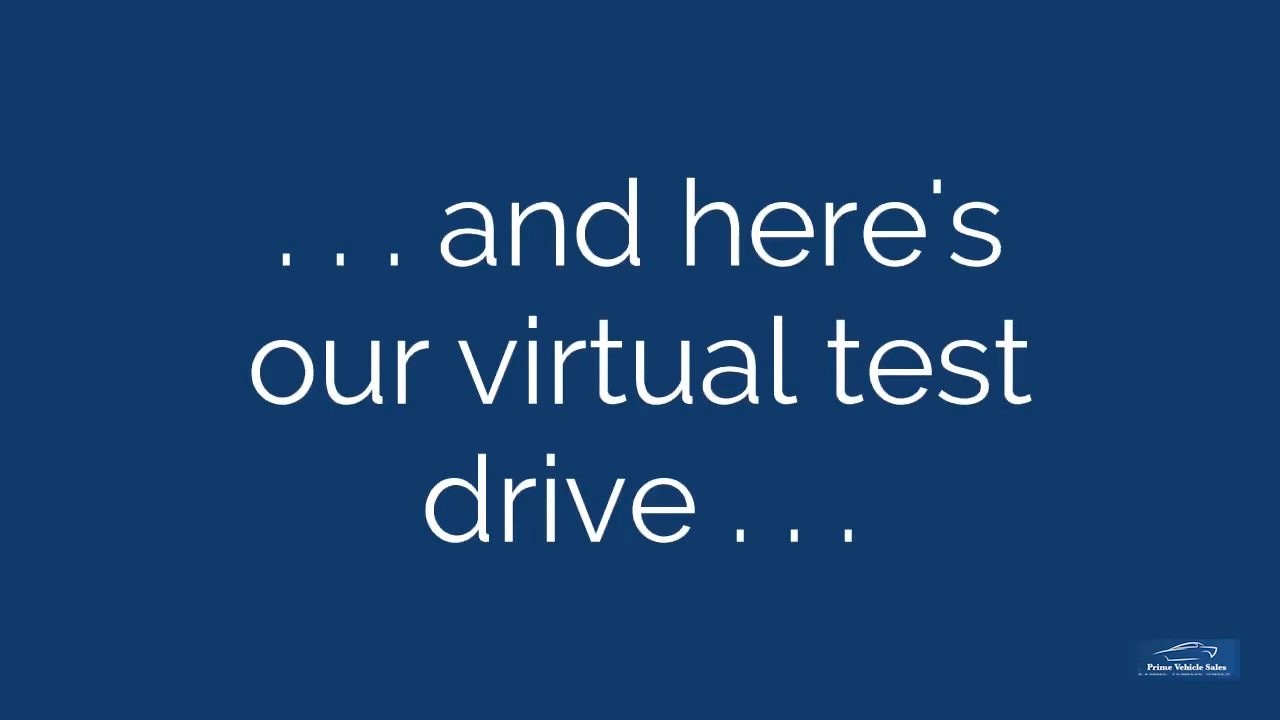 . . . and here's
our virtual test
drive . . .
Prime Vehicle Sales